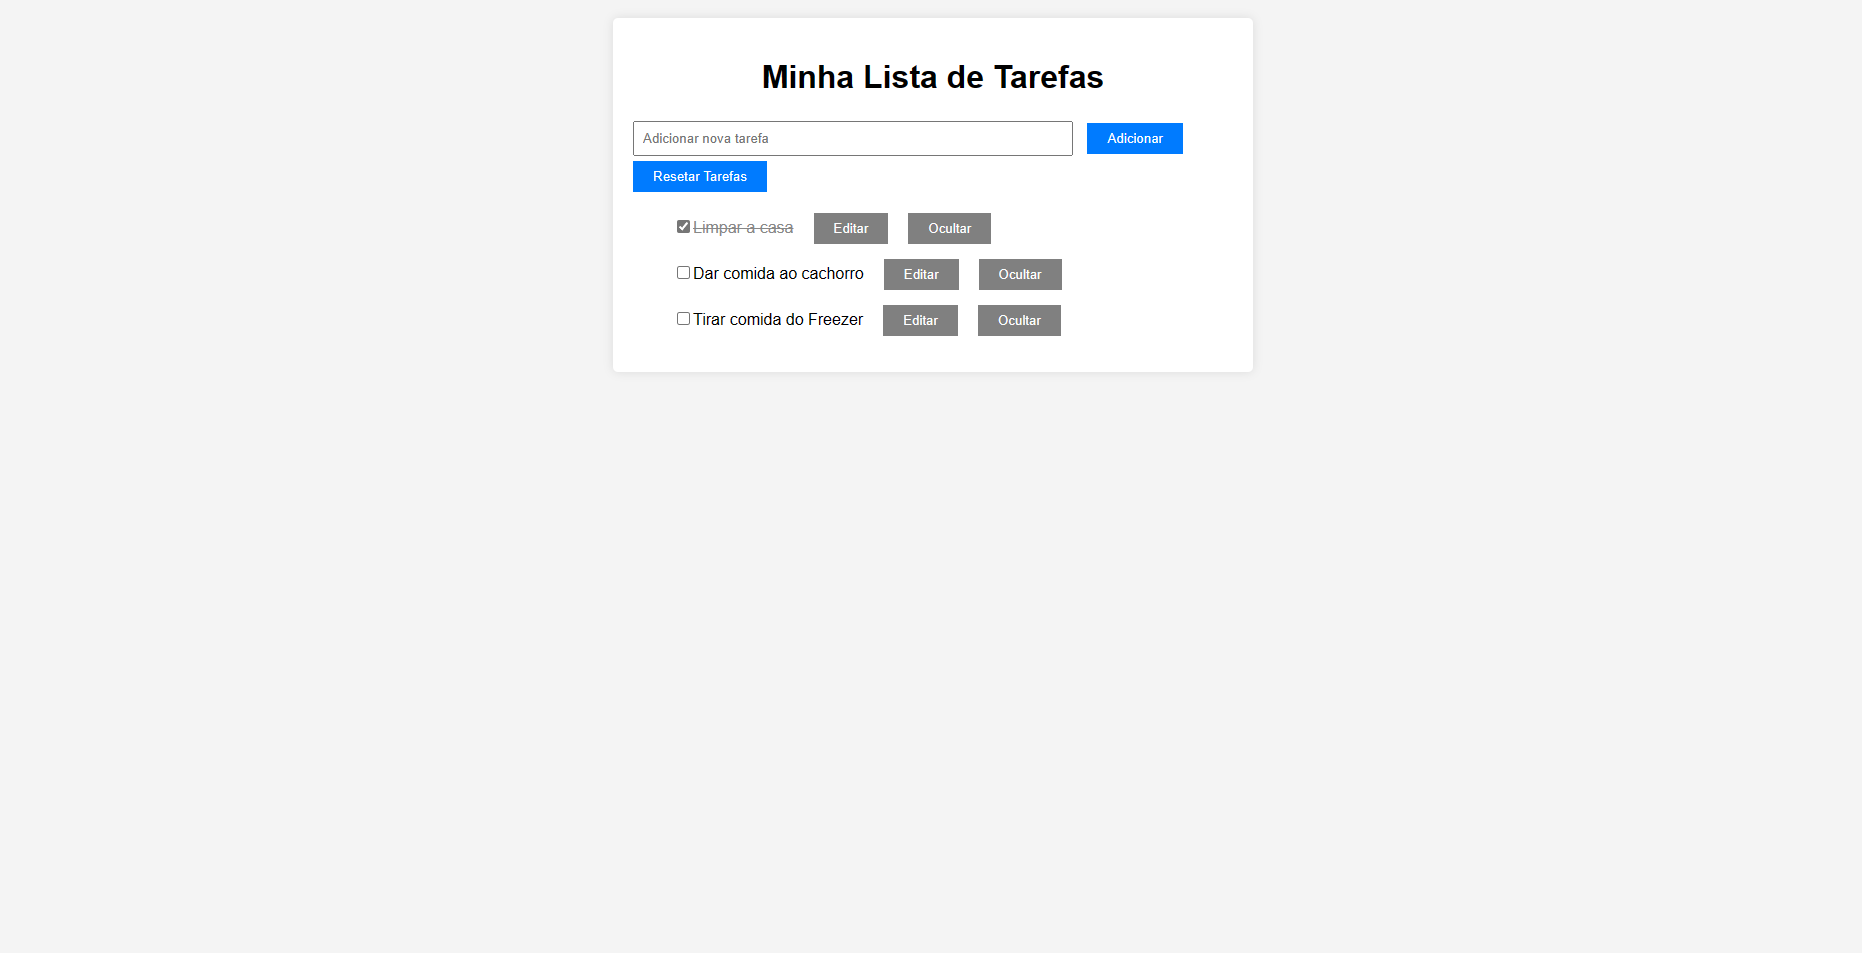 Minha Lista de Tarefas
Adicionar nova tarefa Adicionar
Resetar Tarefas
Limpar a casa Editar Ocultar
Dar comida ao cachorro Editar Ocultar
Tirar comida do Freezer Editar Ocultar